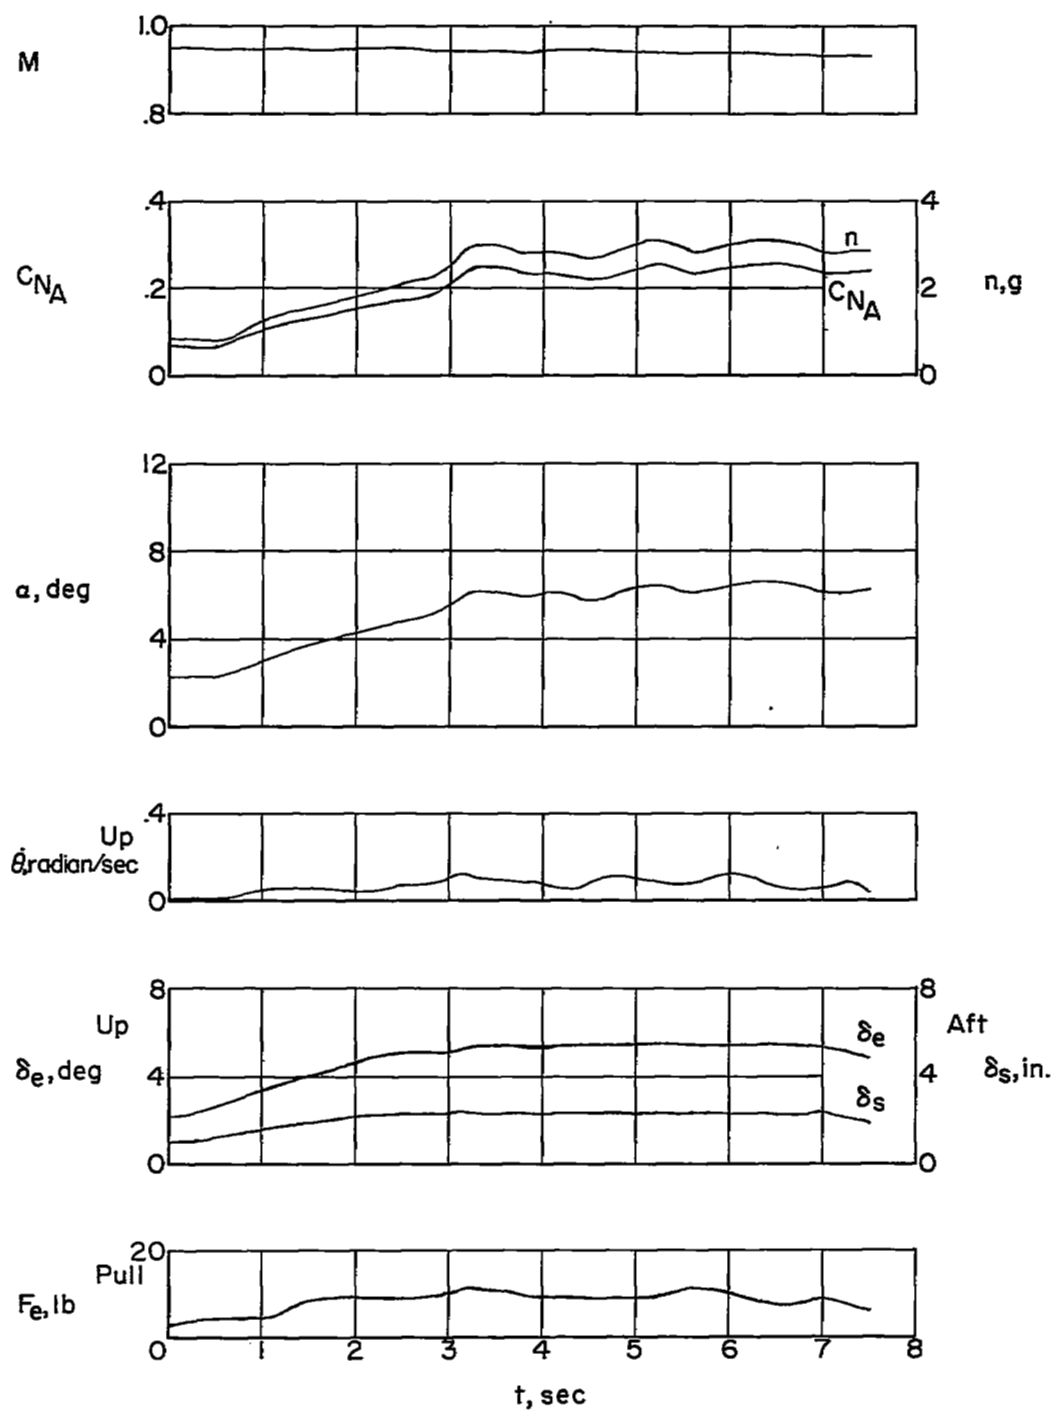 1.0
M
.8
.4
4
n
C_NA
.2
2
n,g
C_NA
0
0
12
8
α, deg
4
0
.4
Up
θ̇,radian/sec
0
8
8
Up
Aft
δe
δe, deg
4
4
δs, in.
δs
0
0
20
Pull
Fe, lb
0 1 2 3 4 5 6 7 8
t, sec